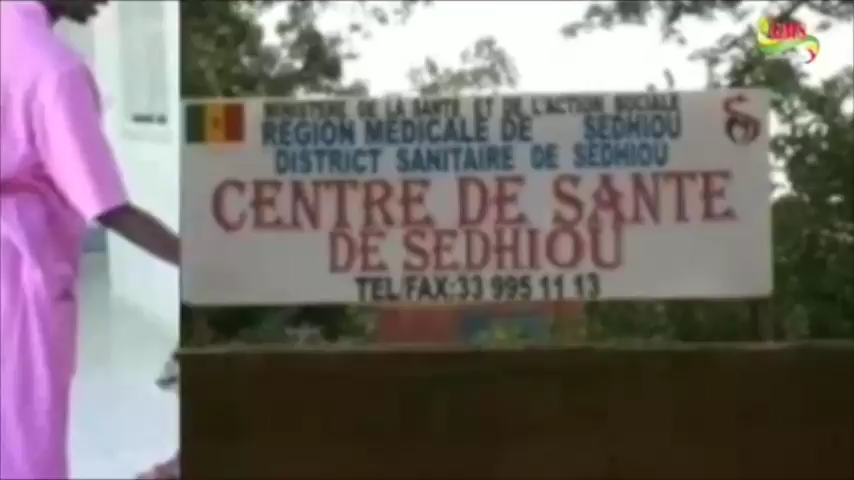 MINISTERE DE LA SANTE ET DE L'ACTION SOCIALE
REGION MEDICALE DE SEDHIOU
DISTRICT SANITAIRE DE SEDHIOU
CENTRE DE SANTE
DE SEDHIOU
TEL/FAX:33 995 11 13